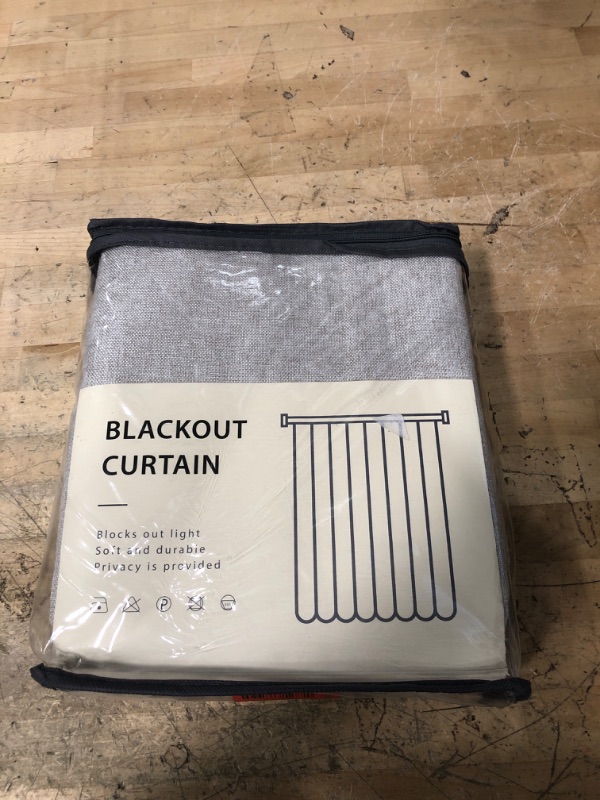 BLACKOUT
CURTAIN
Blocks out light
Soft and durable
Privacy is provided
P